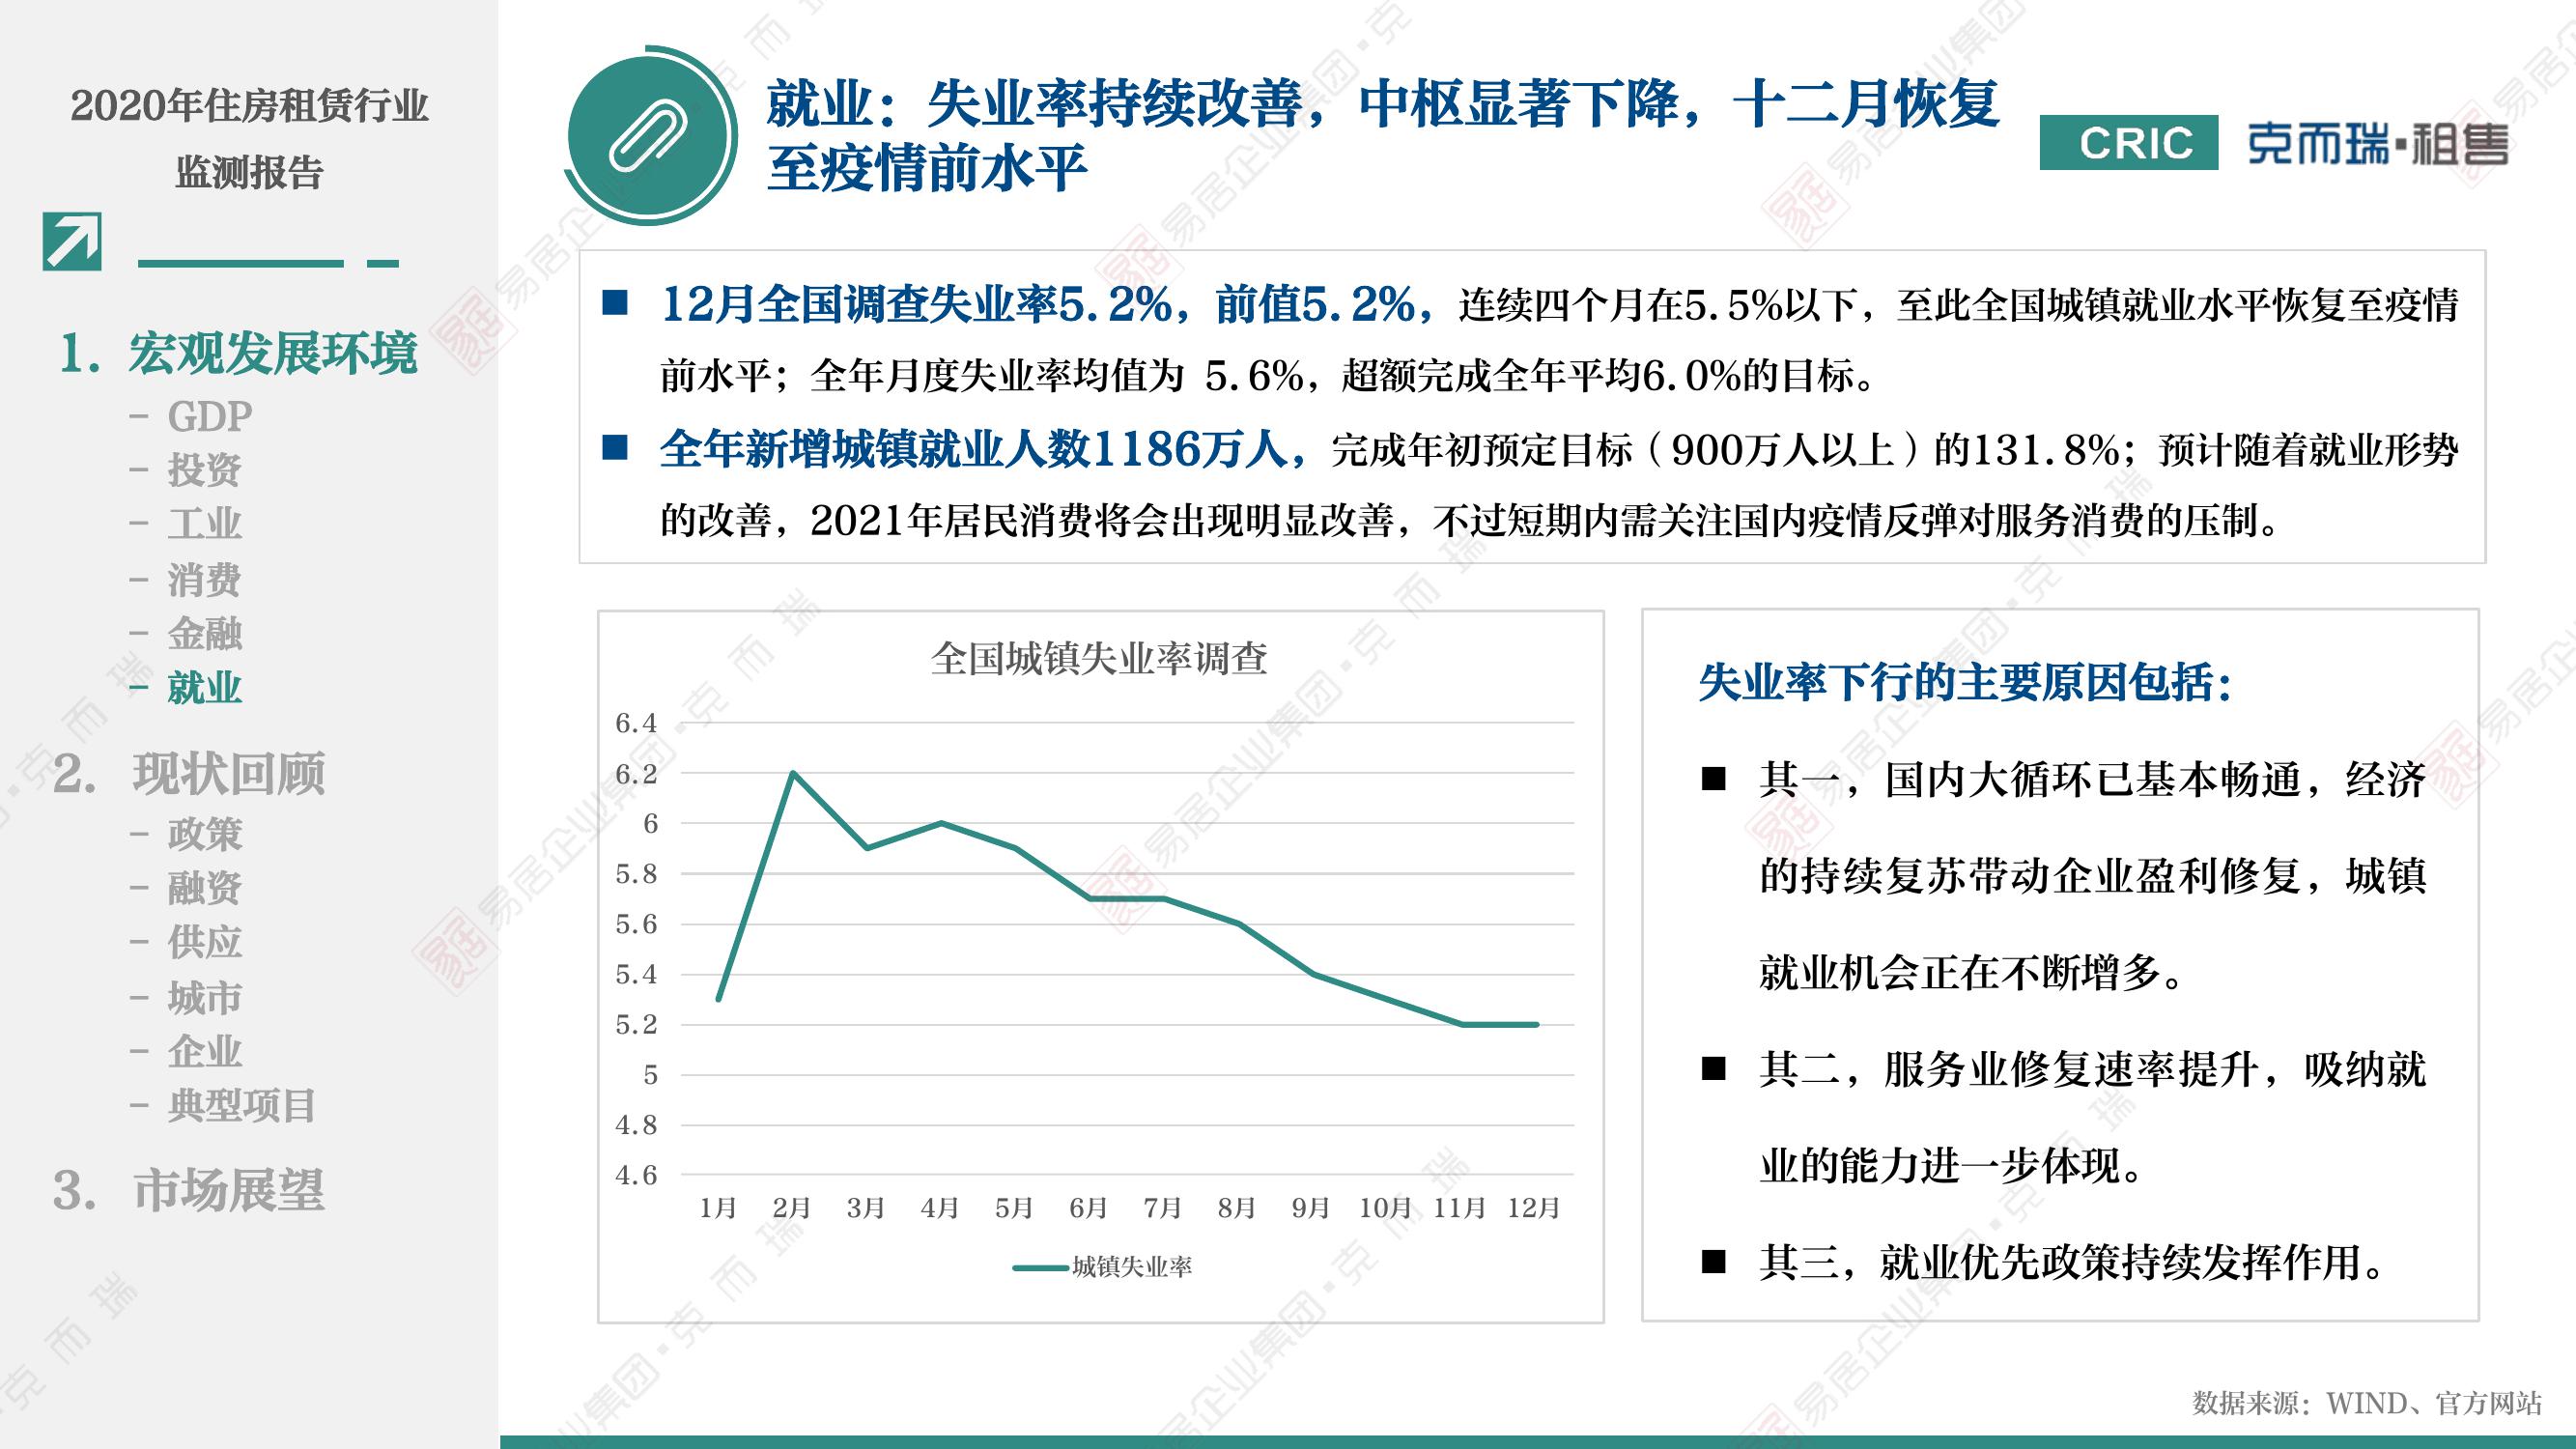 2020年住房租赁行业
监测报告
1. 宏观发展环境
– GDP
– 投资
– 工业
– 消费
– 金融
– 就业
2. 现状回顾
– 政策
– 融资
– 供应
– 城市
– 企业
– 典型项目
3. 市场展望
就业：失业率持续改善，中枢显著下降，十二月恢复
至疫情前水平
CRIC 克而瑞·租售
■ 12月全国调查失业率5.2%，前值5.2%，连续四个月在5.5%以下，至此全国城镇就业水平恢复至疫情
前水平；全年月度失业率均值为 5.6%，超额完成全年平均6.0%的目标。
■ 全年新增城镇就业人数1186万人，完成年初预定目标（900万人以上）的131.8%；预计随着就业形势
的改善，2021年居民消费将会出现明显改善，不过短期内需关注国内疫情反弹对服务消费的压制。
全国城镇失业率调查
6.4
6.2
6
5.8
5.6
5.4
5.2
5
4.8
4.6
1月 2月 3月 4月 5月 6月 7月 8月 9月 10月 11月 12月
城镇失业率
失业率下行的主要原因包括：
■ 其一，国内大循环已基本畅通，经济
的持续复苏带动企业盈利修复，城镇
就业机会正在不断增多。
■ 其二，服务业修复速率提升，吸纳就
业的能力进一步体现。
■ 其三，就业优先政策持续发挥作用。
数据来源：WIND、官方网站
易居企业集团·克而瑞